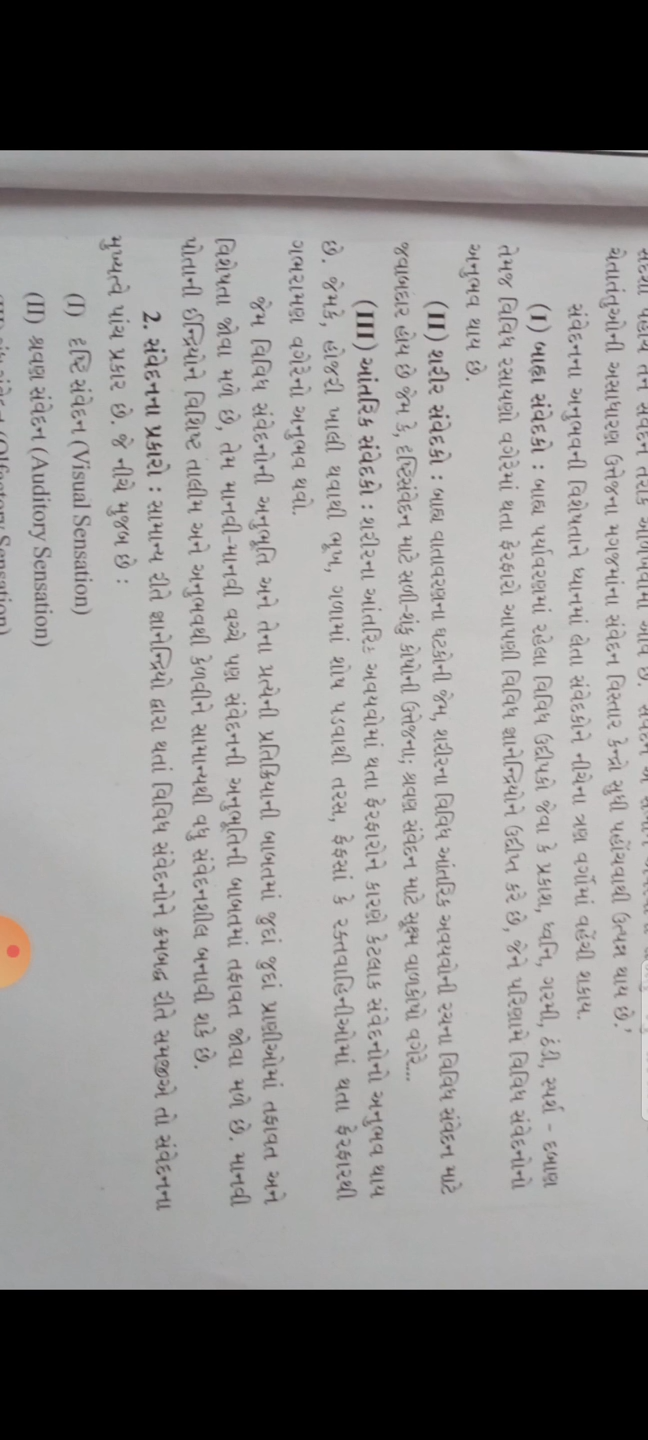 ચેતાતંતુઓની અસાધારણ ઉત્તેજના મગજમાંના સંવેદન વિસ્તાર કેન્દ્રો સુધી પહોંચવાથી ઉત્પન્ન થાય છે.'
સંવેદનના અનુભવની વિશેષતાને ધ્યાનમાં લેતા સંવેદકોને નીચેના ત્રણ વર્ગોમાં વહેંચી શકાય.
(I) બાહ્ય સંવેદકો : બાહ્ય પર્યાવરણમાં રહેલા વિવિધ ઉદ્દીપકો જેવા કે પ્રકાશ, ધ્વનિ, ગરમી, ઠંડી, સ્પર્શ - દબાણ
તેમજ વિવિધ રસાયણો વગેરેમાં થતા ફેરફારો આપણી વિવિધ જ્ઞાનેન્દ્રિયોને ઉદ્દીપ્ત કરે છે, જેને પરિણામે વિવિધ સંવેદનોનો
અનુભવ થાય છે.
(II) શરીર સંવેદકો : બાહ્ય વાતાવરણના ઘટકોની જેમ, શરીરના વિવિધ આંતરિક અવયવોની રચના વિવિધ સંવેદન માટે
જવાબદાર હોય છે જેમ કે, દૃષ્ટિસંવેદન માટે સળી-શંકુ કોષોની ઉત્તેજના; શ્રવણ સંવેદન માટે સૂક્ષ્મ વાળકોષો વગેરે....
(III) આંતરિક સંવેદકો : શરીરના આંતરિક અવયવોમાં થતા ફેરફારોને કારણે કેટલાક સંવેદનોનો અનુભવ થાય
છે. જેમકે, હોજરી ખાલી થવાથી ભૂખ, ગળામાં શોષ પડવાથી તરસ, ફેફસાં કે રક્તવાહિનીઓમાં થતા ફેરફારથી
ગભરામણ વગેરેનો અનુભવ થવો.
જેમ વિવિધ સંવેદનોની અનુભૂતિ અને તેના પ્રત્યેની પ્રતિક્રિયાની બાબતમાં જુદાં જુદાં પ્રાણીઓમાં તફાવત અને
વિશેષતા જોવા મળે છે, તેમ માનવી-માનવી વચ્ચે પણ સંવેદનની અનુભૂતિની બાબતમાં તફાવત જોવા મળે છે. માનવી
પોતાની ઈન્દ્રિયોને વિશિષ્ટ તાલીમ અને અનુભવથી કેળવીને સામાન્યથી વધુ સંવેદનશીલ બનાવી શકે છે.
2. સંવેદનના પ્રકારો : સામાન્ય રીતે જ્ઞાનેન્દ્રિયો દ્વારા થતાં વિવિધ સંવેદનોને ક્રમબદ્ધ રીતે સમજીએ તો સંવેદનના
મુખ્યત્વે પાંચ પ્રકાર છે. જે નીચે મુજબ છે :
(I) દૃષ્ટિ સંવેદન (Visual Sensation)
(II) શ્રવણ સંવેદન (Auditory Sensation)
(Olfactory Sensation)